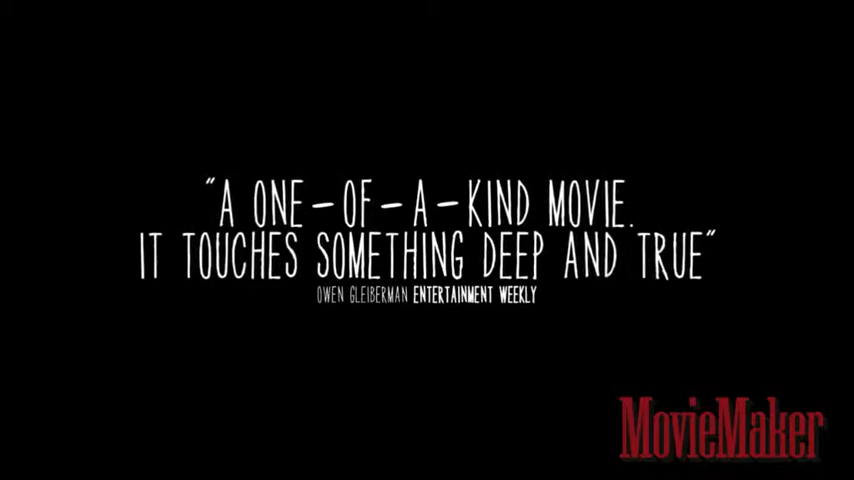 "A ONE-OF-A-KIND MOVIE.
IT TOUCHES SOMETHING DEEP AND TRUE"
OWEN GLEIBERMAN ENTERTAINMENT WEEKLY
MovieMaker